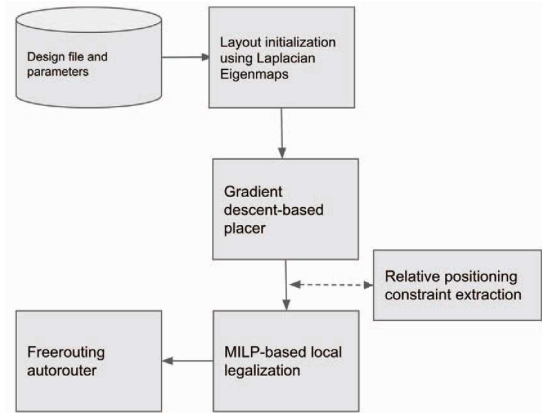 Design file and
parameters
Layout initialization
using Laplacian
Eigenmaps
Gradient
descent-based
placer
Relative positioning
constraint extraction
MILP-based local
legalization
Freerouting
autorouter